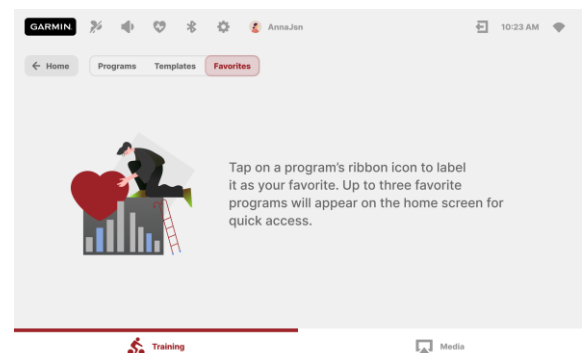 GARMIN. AnnaJsn 10:23 AM
Home Programs Templates Favorites
Tap on a program's ribbon icon to label
it as your favorite. Up to three favorite
programs will appear on the home screen for
quick access.
Training Media